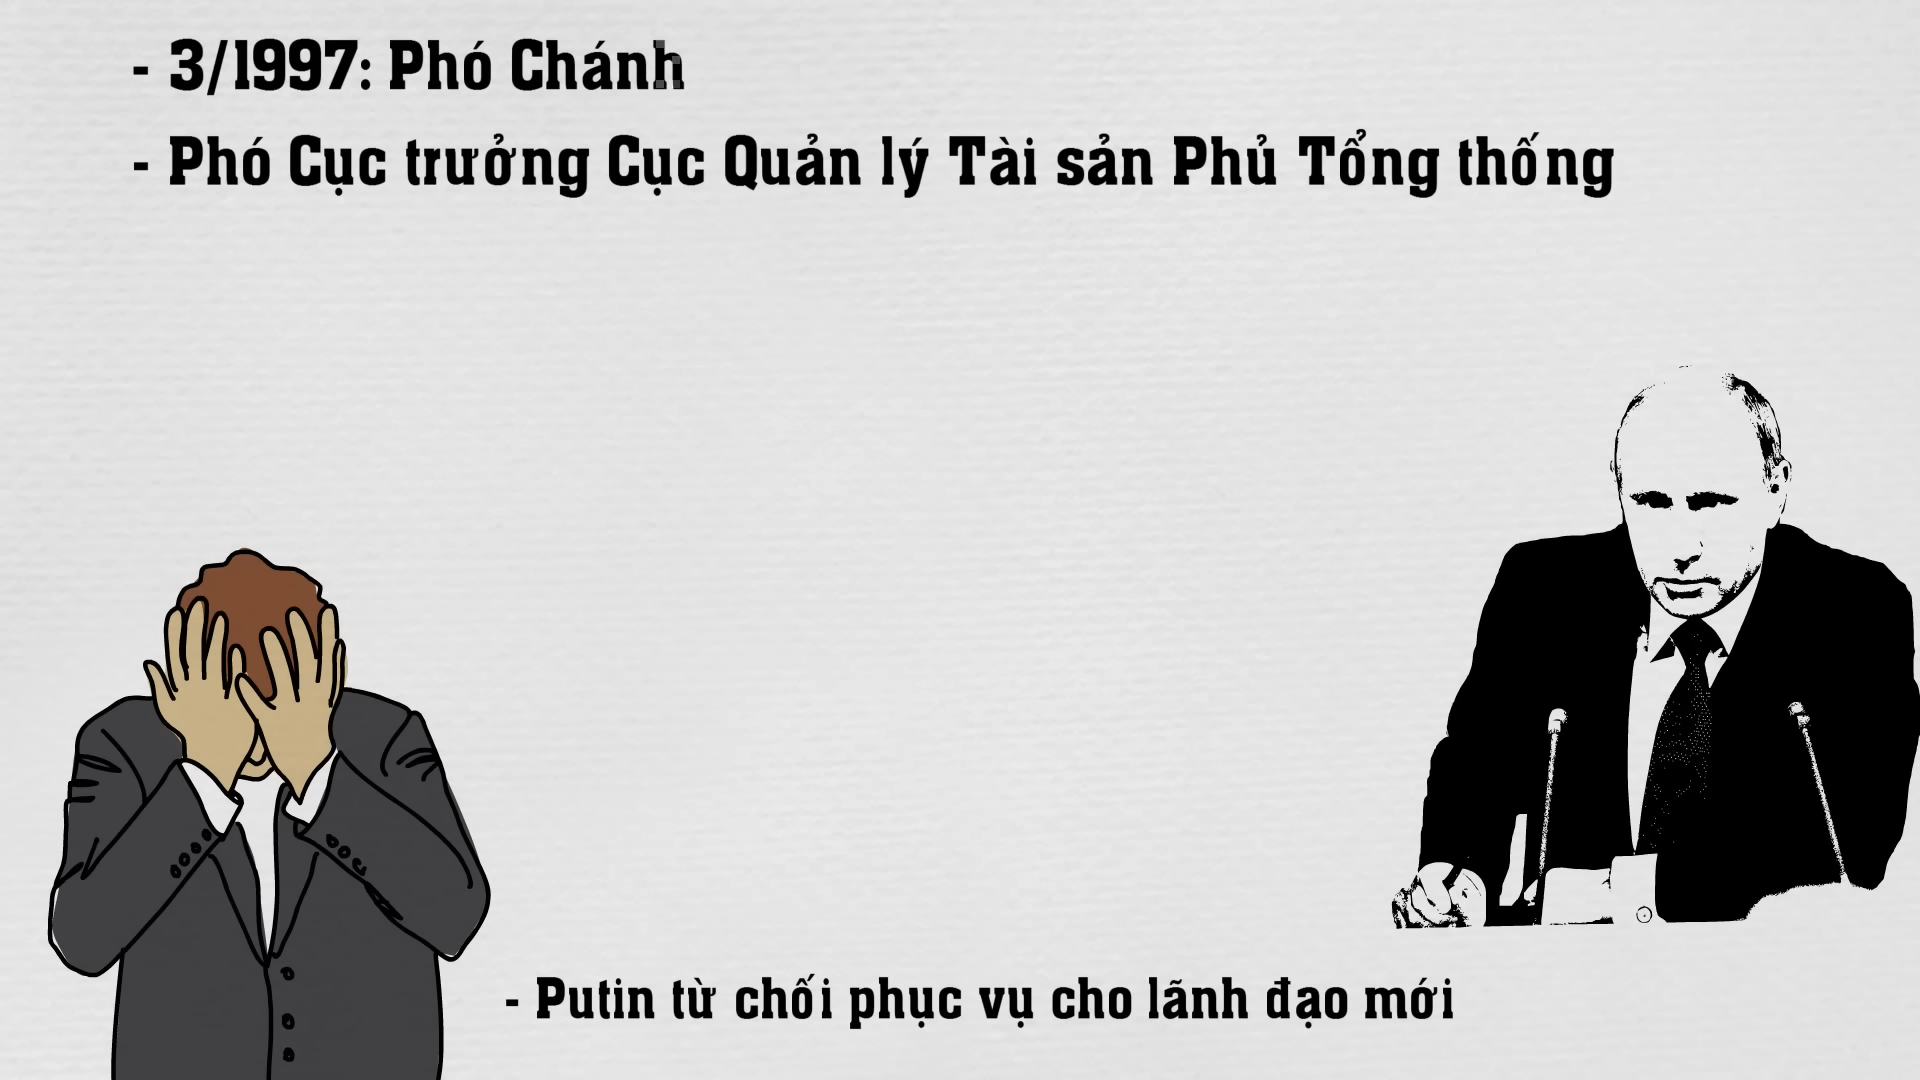 - 3/1997: Phó Chánh
- Phó Cục trưởng Cục Quản lý Tài sản Phủ Tổng thống
- Putin từ chối phục vụ cho lãnh đạo mới